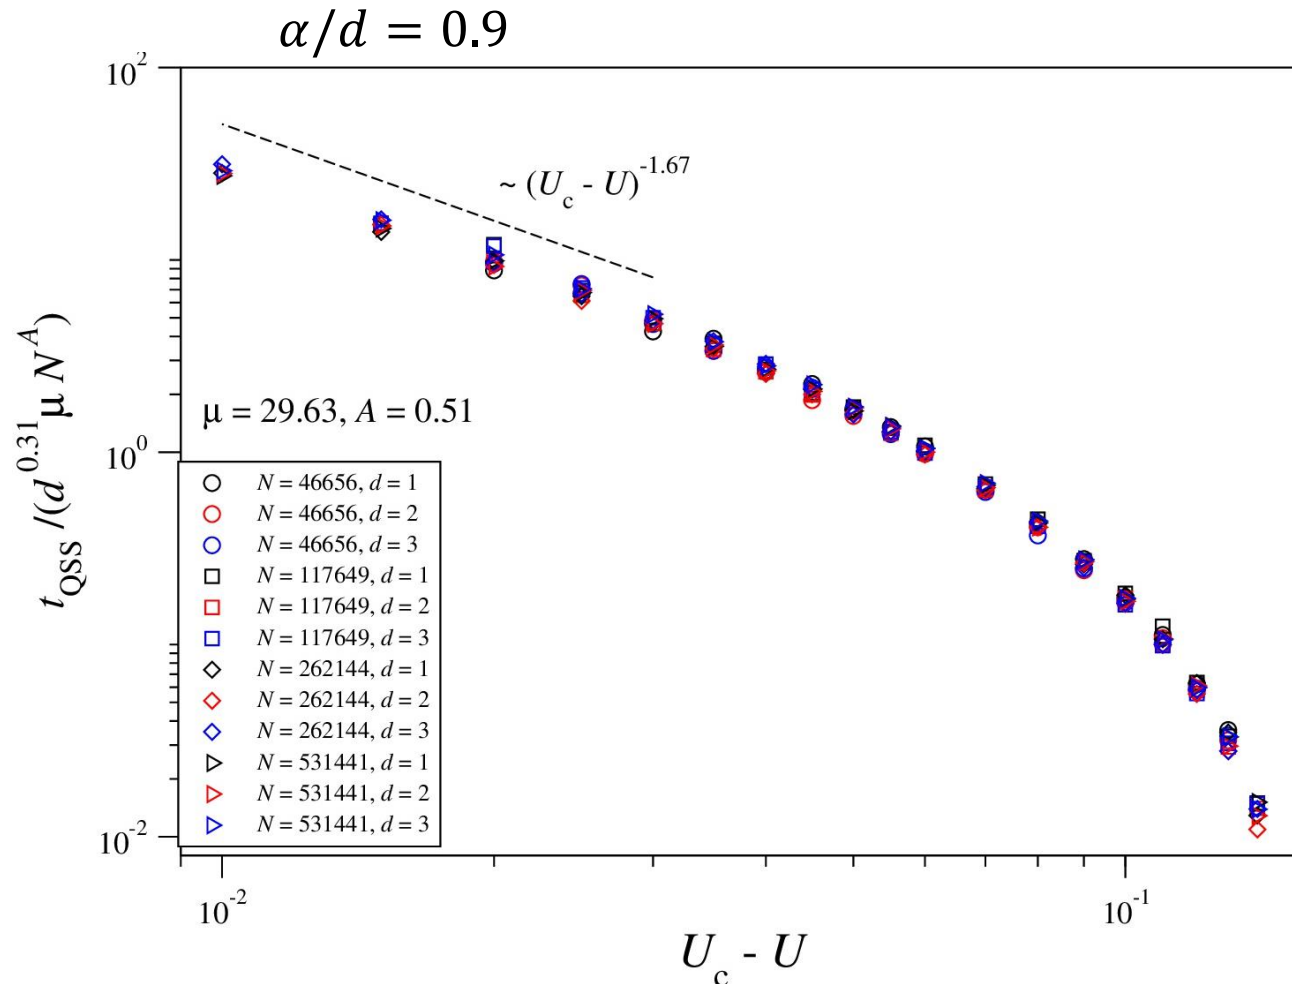 α/d = 0.9
10^2
~ (U_c - U)^-1.67
t_QSS /(d^0.31 μ N^A)
μ = 29.63, A = 0.51
10^0
N = 46656, d = 1
N = 46656, d = 2
N = 46656, d = 3
N = 117649, d = 1
N = 117649, d = 2
N = 117649, d = 3
N = 262144, d = 1
N = 262144, d = 2
N = 262144, d = 3
N = 531441, d = 1
N = 531441, d = 2
N = 531441, d = 3
10^-2
10^-2
10^-1
U_c - U